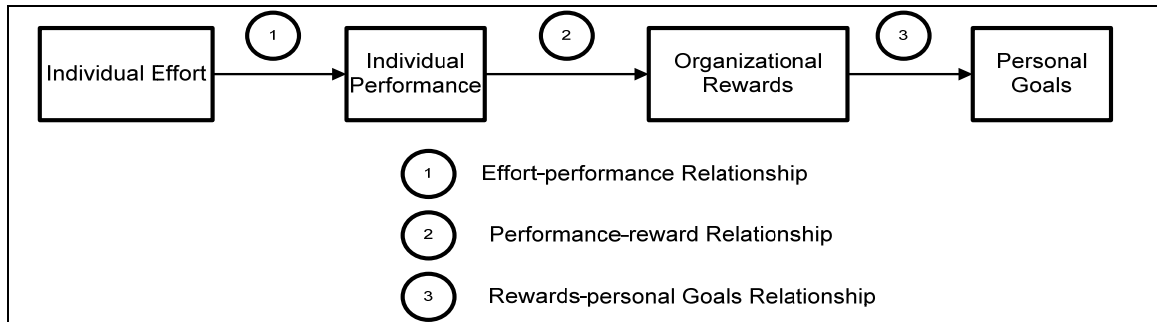 1
2
3
Individual Effort
Individual
Performance
Organizational
Rewards
Personal
Goals
1 Effort-performance Relationship
2 Performance-reward Relationship
3 Rewards-personal Goals Relationship